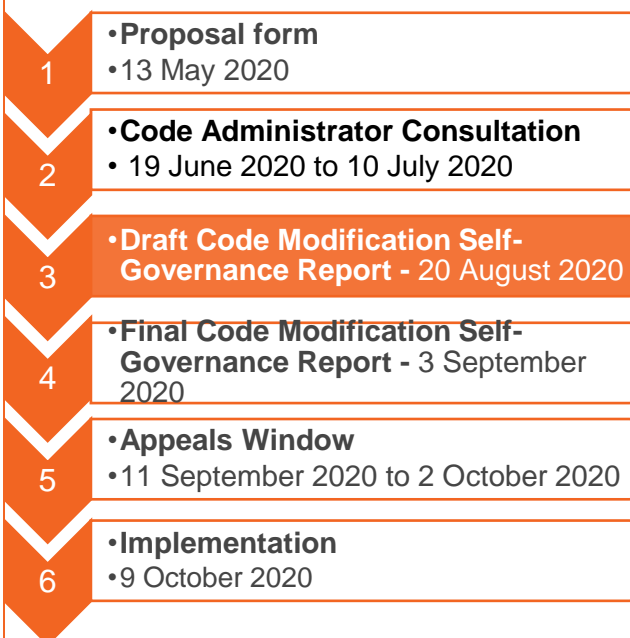 1
•Proposal form
•13 May 2020
2
•Code Administrator Consultation
• 19 June 2020 to 10 July 2020
3
•Draft Code Modification Self-
Governance Report - 20 August 2020
4
•Final Code Modification Self-
Governance Report - 3 September
2020
5
•Appeals Window
•11 September 2020 to 2 October 2020
6
•Implementation
•9 October 2020